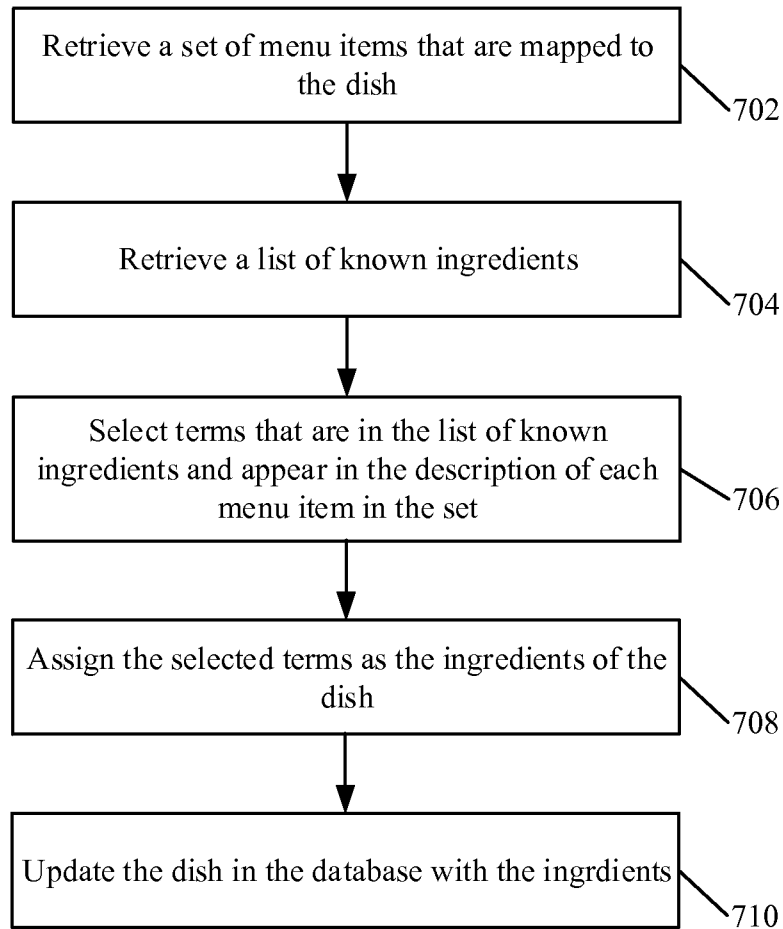 Retrieve a set of menu items that are mapped to
the dish
702
Retrieve a list of known ingredients
704
Select terms that are in the list of known
ingredients and appear in the description of each
menu item in the set
706
Assign the selected terms as the ingredients of the
dish
708
Update the dish in the database with the ingrdients
710